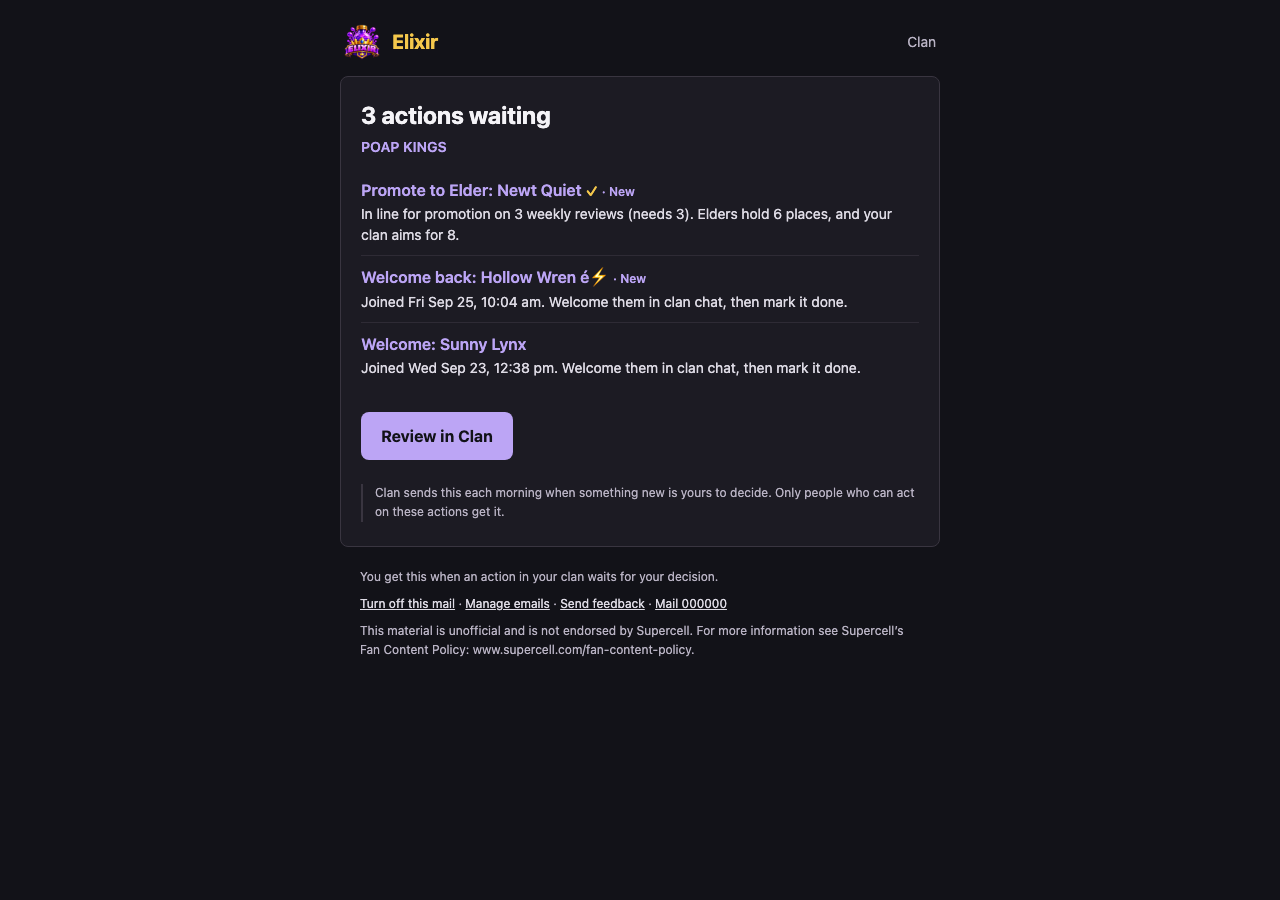 ELIXIR
Elixir
Clan
3 actions waiting
POAP KINGS
Promote to Elder: Newt Quiet ✓ · New
In line for promotion on 3 weekly reviews (needs 3). Elders hold 6 places, and your
clan aims for 8.
Welcome back: Hollow Wren é⚡ · New
Joined Fri Sep 25, 10:04 am. Welcome them in clan chat, then mark it done.
Welcome: Sunny Lynx
Joined Wed Sep 23, 12:38 pm. Welcome them in clan chat, then mark it done.
Review in Clan
Clan sends this each morning when something new is yours to decide. Only people who can act
on these actions get it.
You get this when an action in your clan waits for your decision.
Turn off this mail · Manage emails · Send feedback · Mail 000000
This material is unofficial and is not endorsed by Supercell. For more information see Supercell’s
Fan Content Policy: www.supercell.com/fan-content-policy.